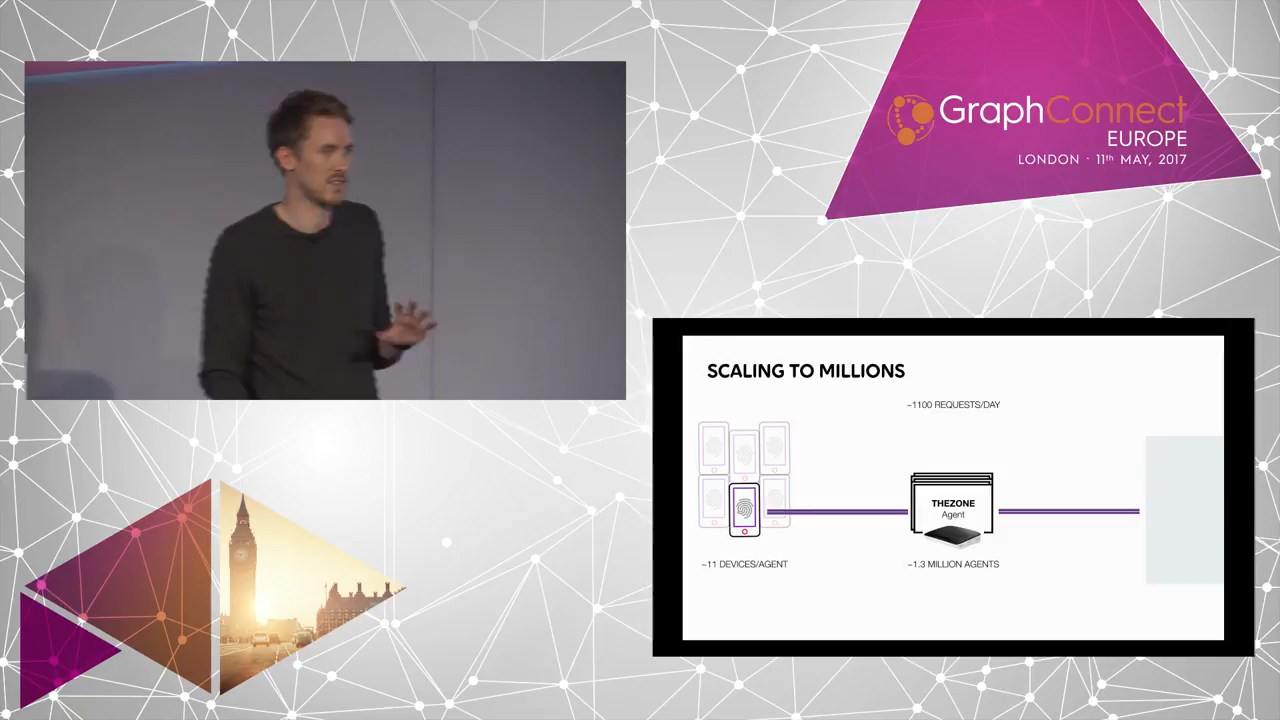 GraphConnect
EUROPE
LONDON · 11th MAY, 2017
SCALING TO MILLIONS
~1100 REQUESTS/DAY
THEZONE
Agent
~11 DEVICES/AGENT
~1.3 MILLION AGENTS